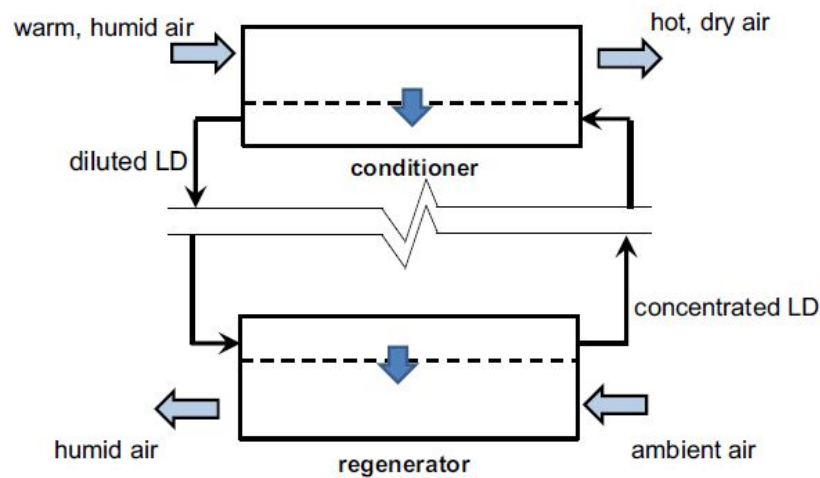 warm, humid air
hot, dry air
diluted LD
conditioner
concentrated LD
humid air
regenerator
ambient air